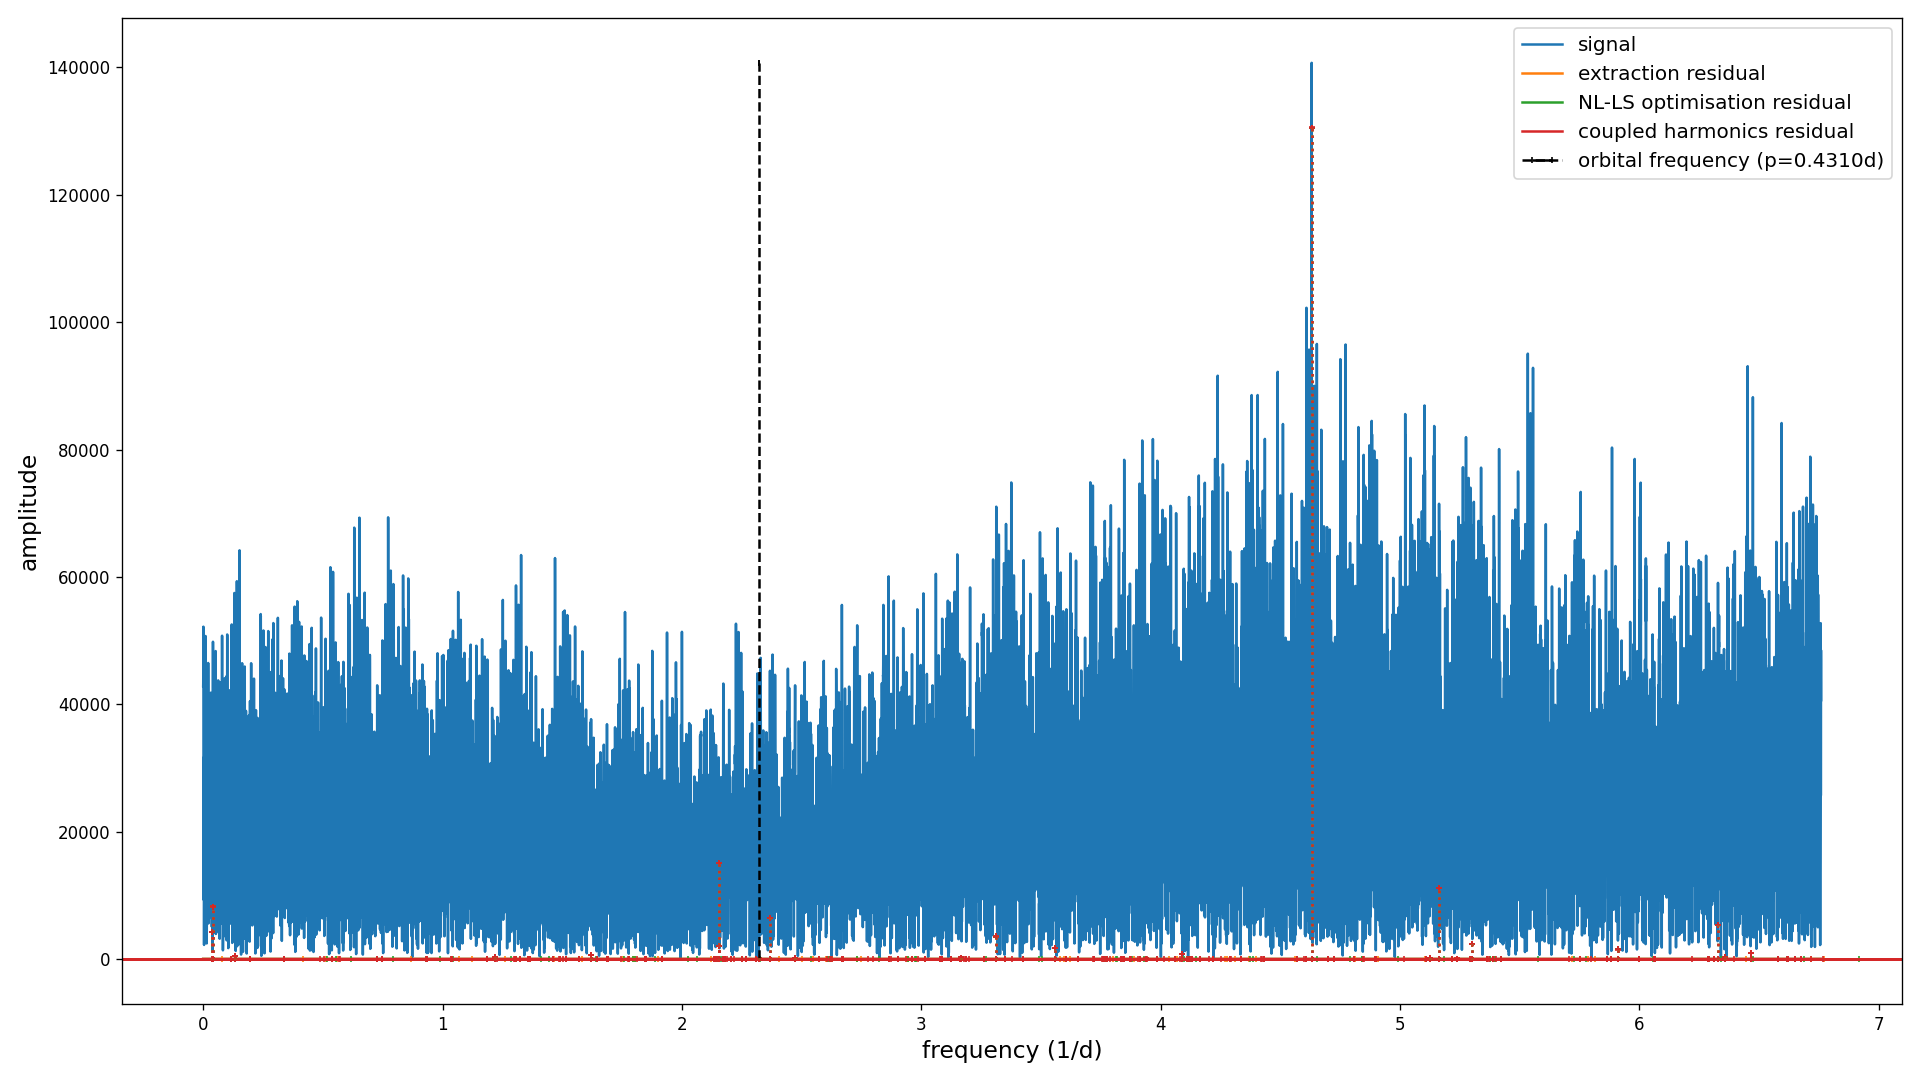 signal
extraction residual
NL-LS optimisation residual
coupled harmonics residual
orbital frequency (p=0.4310d)
amplitude
140000
120000
100000
80000
60000
40000
20000
0
0 1 2 3 4 5 6 7
frequency (1/d)